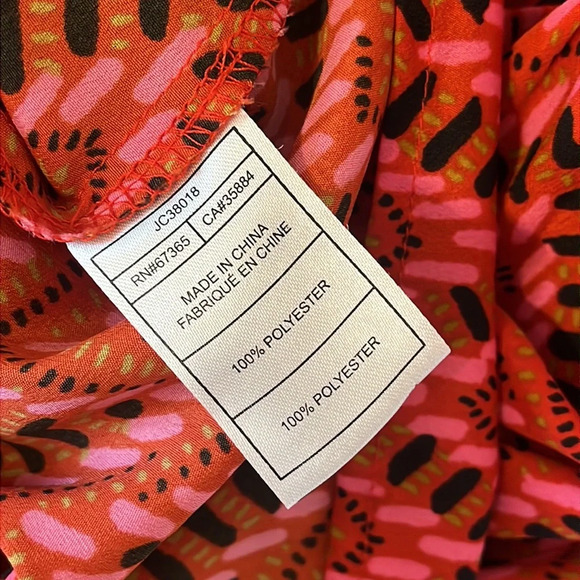 JC38018
RN#67365 CA#35884
MADE IN CHINA
FABRIQUÉ EN CHINE
100% POLYESTER
100% POLYESTER